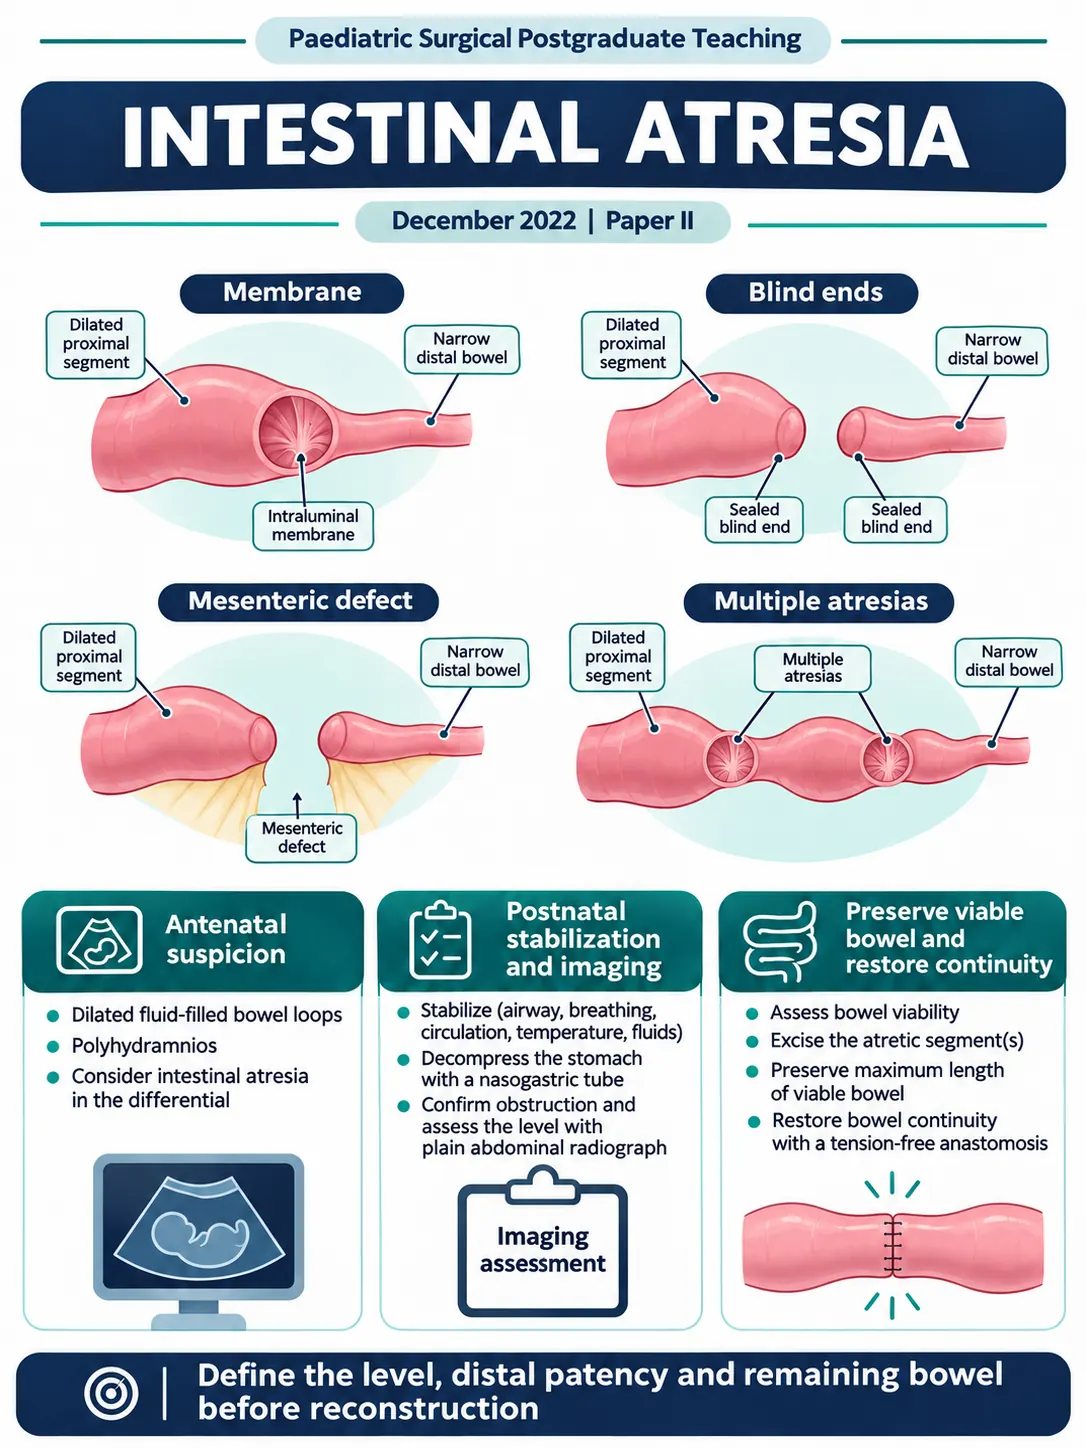 Paediatric Surgical Postgraduate Teaching
INTESTINAL ATRESIA
December 2022 | Paper II
Membrane
Dilated
proximal
segment
Narrow
distal bowel
Intraluminal
membrane
Blind ends
Dilated
proximal
segment
Narrow
distal bowel
Sealed
blind end
Sealed
blind end
Mesenteric defect
Dilated
proximal
segment
Narrow
distal bowel
Mesenteric
defect
Multiple atresias
Dilated
proximal
segment
Multiple
atresias
Narrow
distal bowel
Antenatal
suspicion
Dilated fluid-filled bowel loops
Polyhydramnios
Consider intestinal atresia
in the differential
Postnatal
stabilization
and imaging
Stabilize (airway, breathing,
circulation, temperature, fluids)
Decompress the stomach
with a nasogastric tube
Confirm obstruction and
assess the level with
plain abdominal radiograph
Imaging
assessment
Preserve viable
bowel and
restore continuity
Assess bowel viability
Excise the atretic segment(s)
Preserve maximum length
of viable bowel
Restore bowel continuity
with a tension-free anastomosis
Define the level, distal patency and remaining bowel
before reconstruction